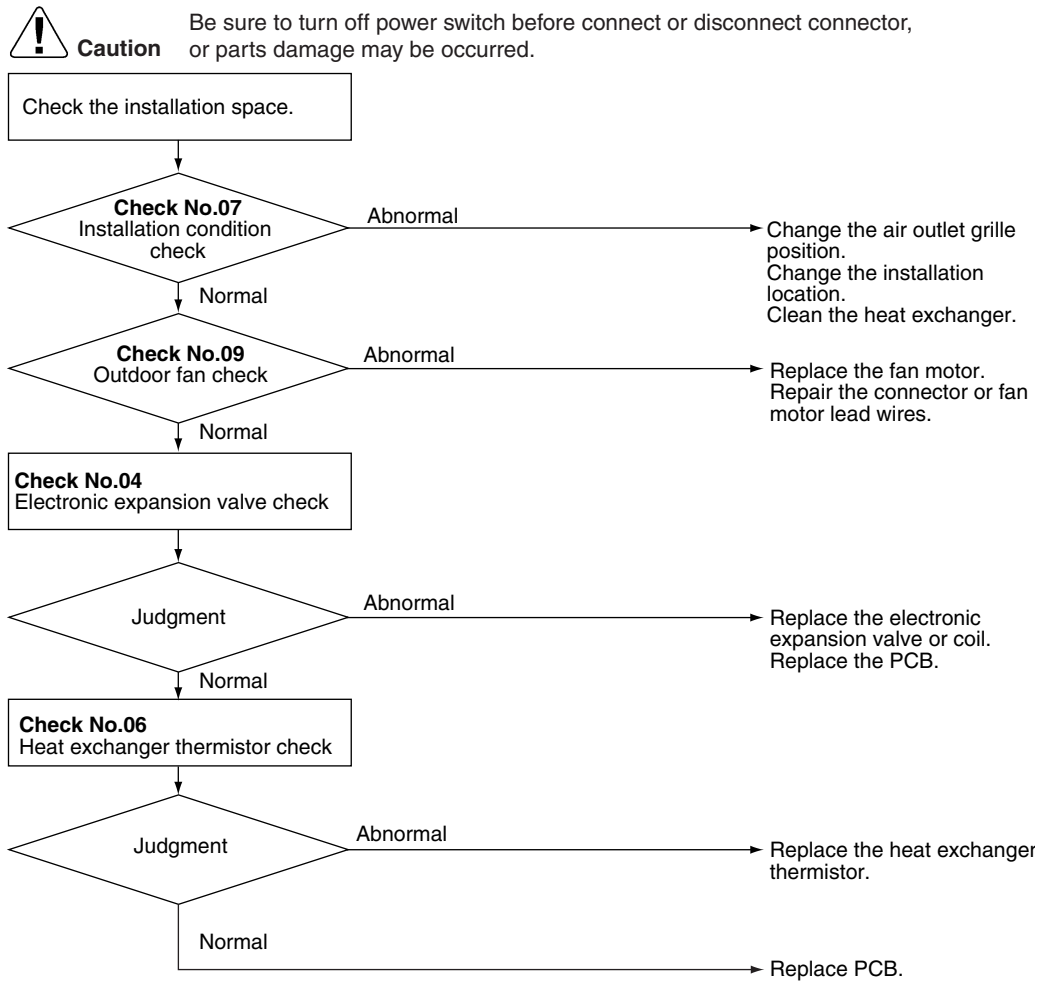 Be sure to turn off power switch before connect or disconnect connector,
Caution
or parts damage may be occurred.
Check the installation space.
Check No.07
Installation condition
check
Abnormal
Change the air outlet grille
position.
Change the installation
location.
Clean the heat exchanger.
Normal
Check No.09
Outdoor fan check
Abnormal
Replace the fan motor.
Repair the connector or fan
motor lead wires.
Normal
Check No.04
Electronic expansion valve check
Judgment
Abnormal
Replace the electronic
expansion valve or coil.
Replace the PCB.
Normal
Check No.06
Heat exchanger thermistor check
Judgment
Abnormal
Replace the heat exchanger
thermistor.
Normal
Replace PCB.